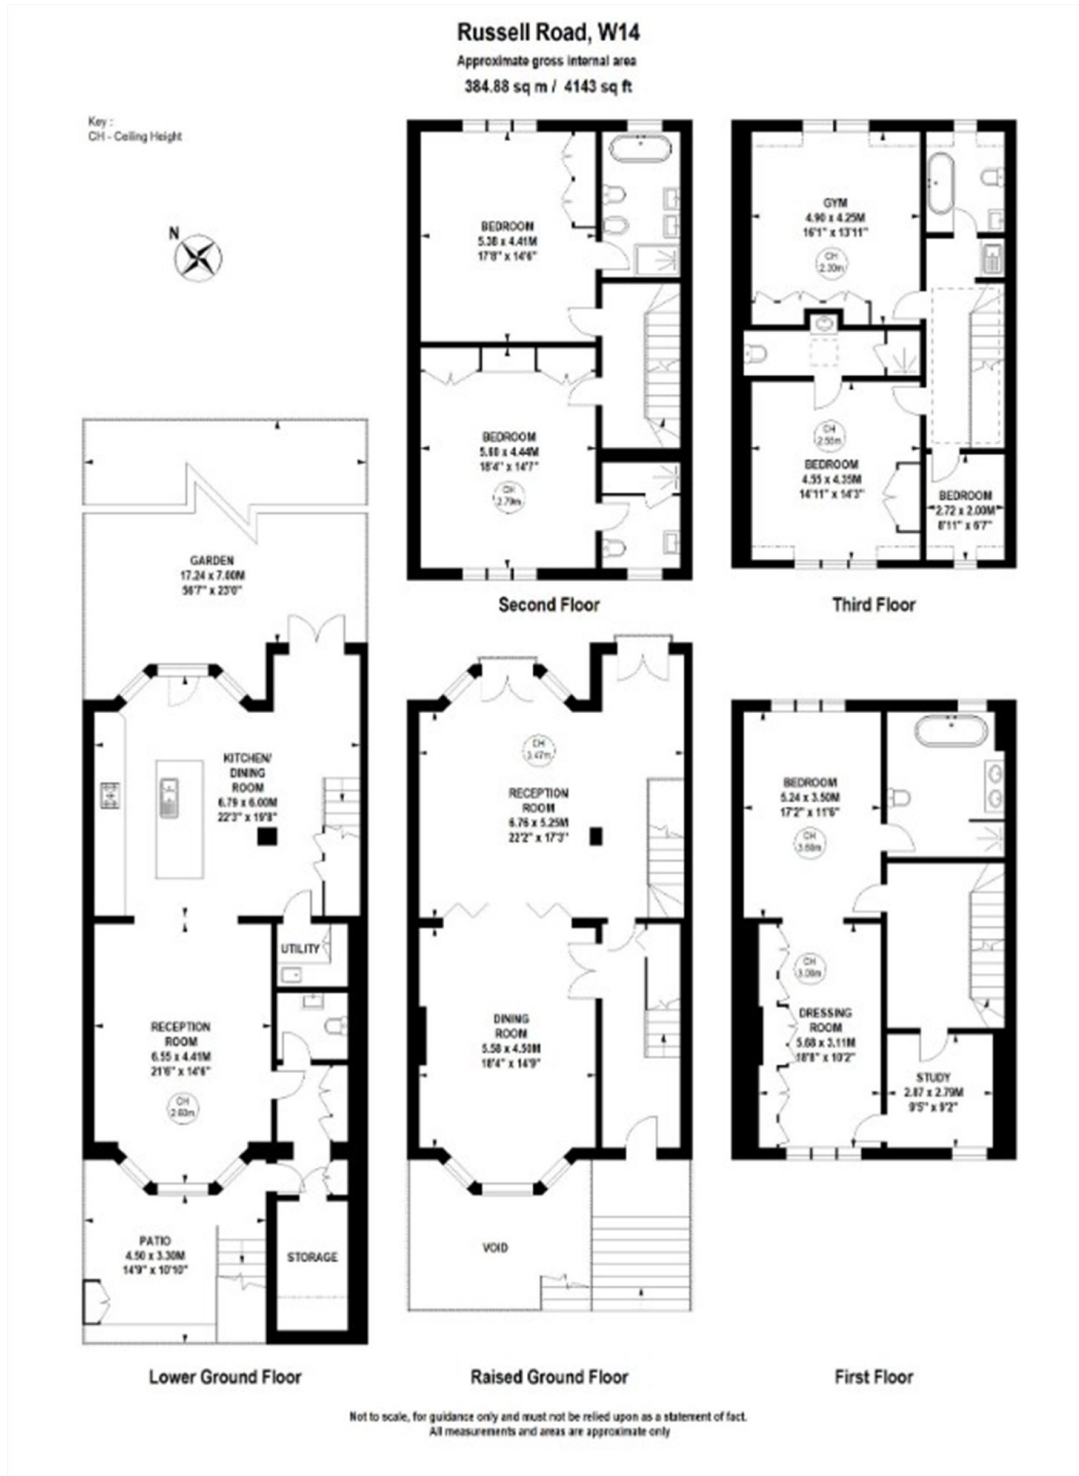 Russell Road, W14
Approximate gross internal area
384.88 sq m / 4143 sq ft
Key :
CH - Ceiling Height
N
BEDROOM
5.38 x 4.41M
17'8" x 14'6"
BEDROOM
5.60 x 4.44M
18'4" x 14'7"
CH
2.79m
Second Floor
GYM
4.90 x 4.25M
16'1" x 13'11"
CH
2.30m
CH
2.55m
BEDROOM
4.55 x 4.35M
14'11" x 14'3"
BEDROOM
2.72 x 2.00M
8'11" x 6'7"
Third Floor
GARDEN
17.24 x 7.00M
56'7" x 23'0"
KITCHEN/
DINING
ROOM
6.79 x 6.00M
22'3" x 19'8"
UTILITY
RECEPTION
ROOM
6.55 x 4.41M
21'6" x 14'6"
CH
2.60m
PATIO
4.50 x 3.30M
14'9" x 10'10"
STORAGE
Lower Ground Floor
CH
3.47m
RECEPTION
ROOM
6.76 x 5.25M
22'2" x 17'3"
DINING
ROOM
5.58 x 4.50M
18'4" x 14'9"
VOID
Raised Ground Floor
BEDROOM
5.24 x 3.50M
17'2" x 11'6"
CH
3.60m
CH
3.00m
DRESSING
ROOM
5.68 x 3.11M
18'8" x 10'2"
STUDY
2.87 x 2.79M
9'5" x 9'2"
First Floor
Not to scale, for guidance only and must not be relied upon as a statement of fact.
All measurements and areas are approximate only